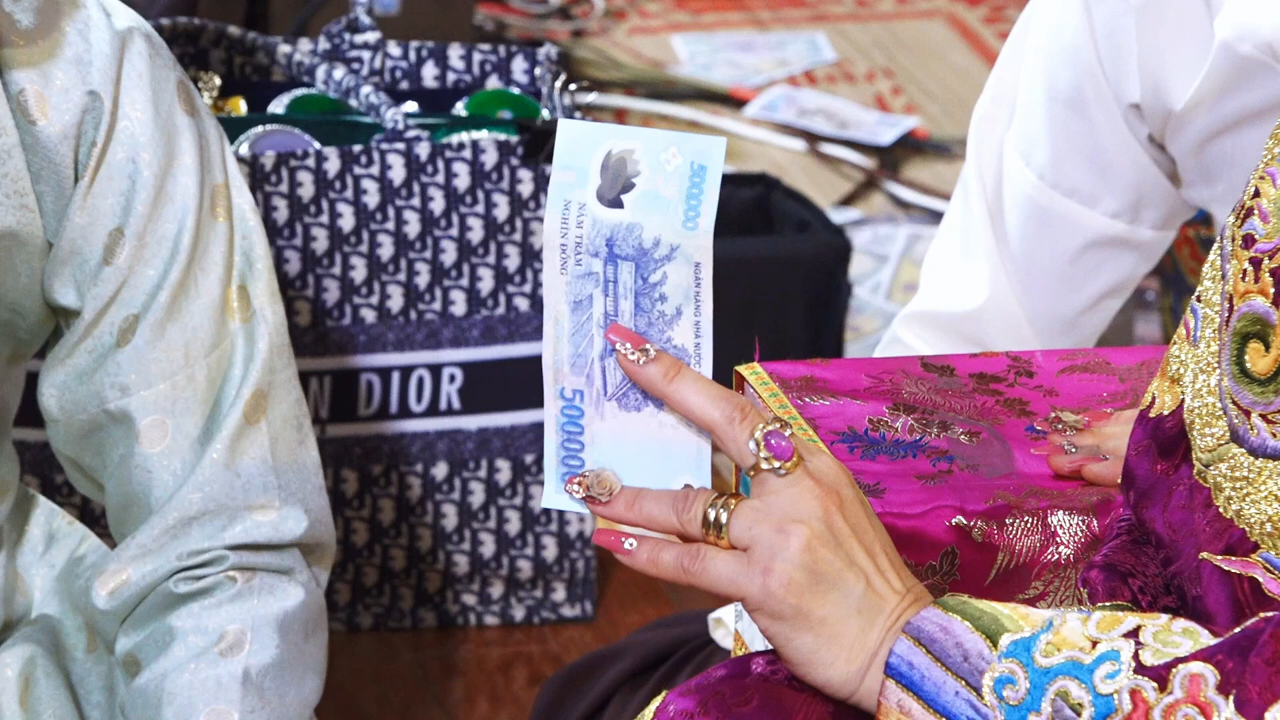 500000
NGÂN HÀNG NHÀ NƯỚC
NĂM TRĂM
NGHÌN ĐỒNG
500000
N DIOR